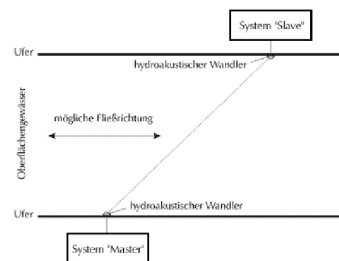 System "Slave"
Ufer
hydroakustischer Wandler
Oberflächengewässer
mögliche Fließrichtung
hydroakustischer Wandler
Ufer
System "Master"